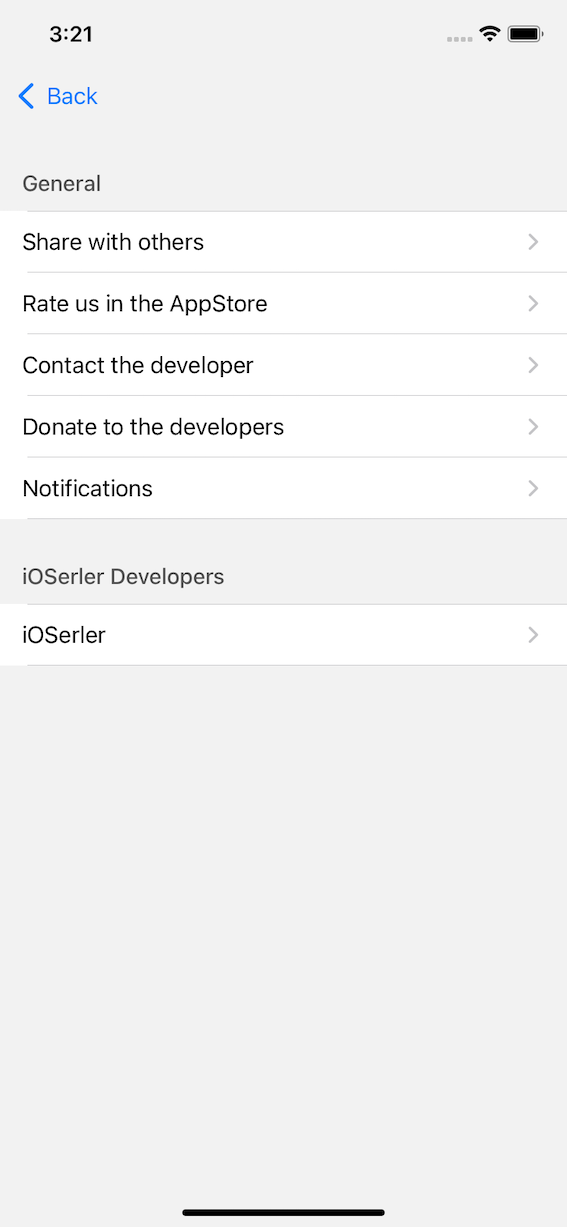 3:21
Back
General
Share with others
Rate us in the AppStore
Contact the developer
Donate to the developers
Notifications
iOSerler Developers
iOSerler